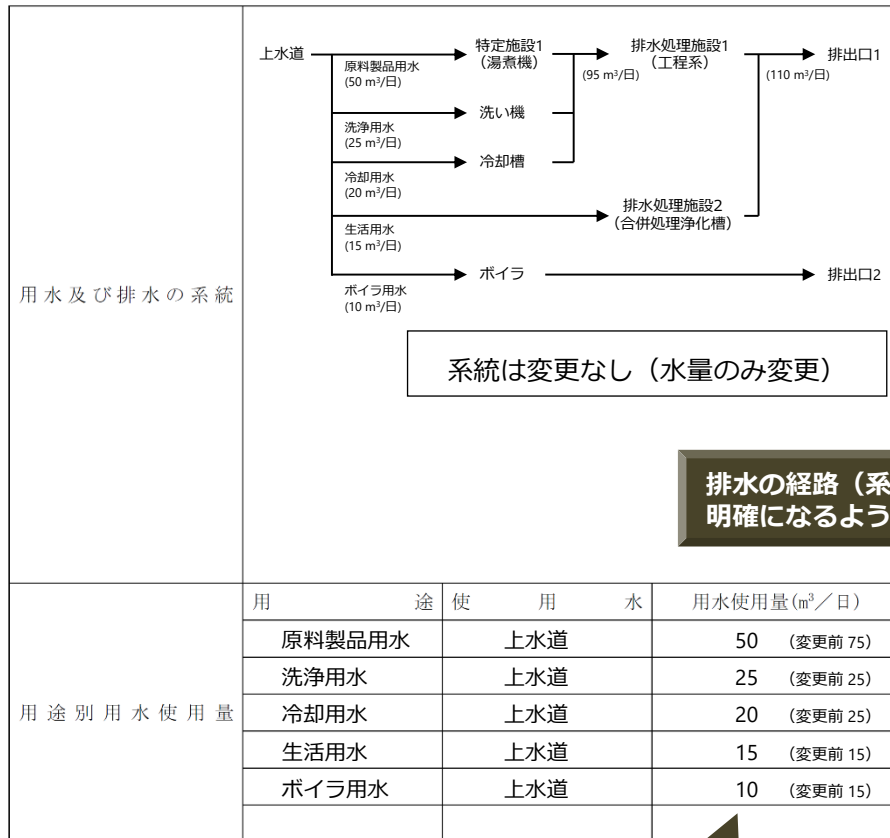 用水及び排水の系統
上水道
原料製品用水
(50 m³/日)
特定施設1
（湯煮機）
(95 m³/日)
排水処理施設1
（工程系）
(110 m³/日)
排出口1
洗浄用水
(25 m³/日)
洗い機
冷却用水
(20 m³/日)
冷却槽
生活用水
(15 m³/日)
排水処理施設2
（合併処理浄化槽）
ボイラ用水
(10 m³/日)
ボイラ
排出口2
系統は変更なし（水量のみ変更）
排水の経路（系
明確になるよう
用途別用水使用量
用途 使用水 用水使用量(m³／日)
原料製品用水 上水道 50 （変更前 75）
洗浄用水 上水道 25 （変更前 25）
冷却用水 上水道 20 （変更前 25）
生活用水 上水道 15 （変更前 15）
ボイラ用水 上水道 10 （変更前 15）